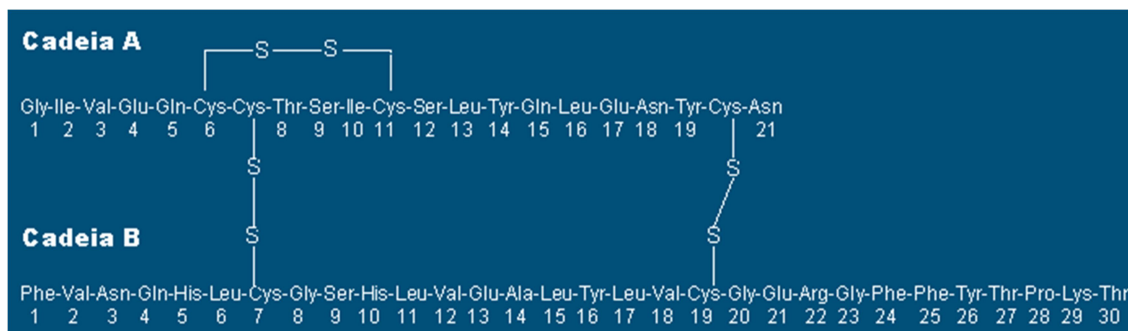 Cadeia A
S S
Gly-Ile-Val-Glu-Gln-Cys-Cys-Thr-Ser-Ile-Cys-Ser-Leu-Tyr-Gln-Leu-Glu-Asn-Tyr-Cys-Asn
1 2 3 4 5 6 8 9 10 11 12 13 14 15 16 17 18 19 21
S S
Cadeia B S S
Phe-Val-Asn-Gln-His-Leu-Cys-Gly-Ser-His-Leu-Val-Glu-Ala-Leu-Tyr-Leu-Val-Cys-Gly-Glu-Arg-Gly-Phe-Phe-Tyr-Thr-Pro-Lys-Thr
1 2 3 4 5 6 7 8 9 10 11 12 13 14 15 16 17 18 19 20 21 22 23 24 25 26 27 28 29 30